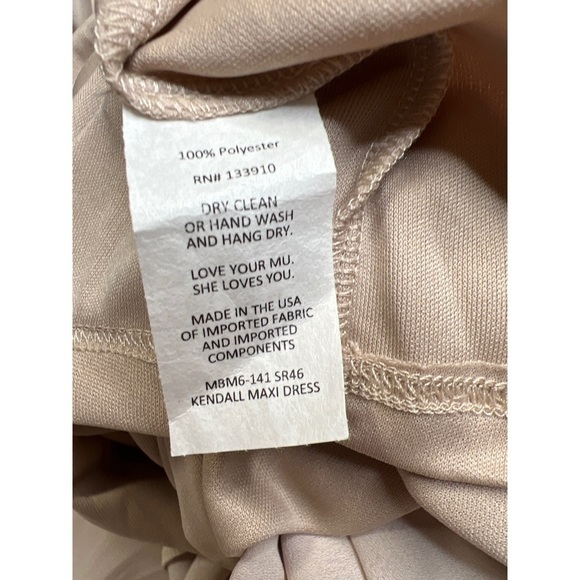 100% Polyester
RN# 133910
DRY CLEAN
OR HAND WASH
AND HANG DRY.
LOVE YOUR MU.
SHE LOVES YOU.
MADE IN THE USA
OF IMPORTED FABRIC
AND IMPORTED
COMPONENTS
MBM6-141 SR46
KENDALL MAXI DRESS